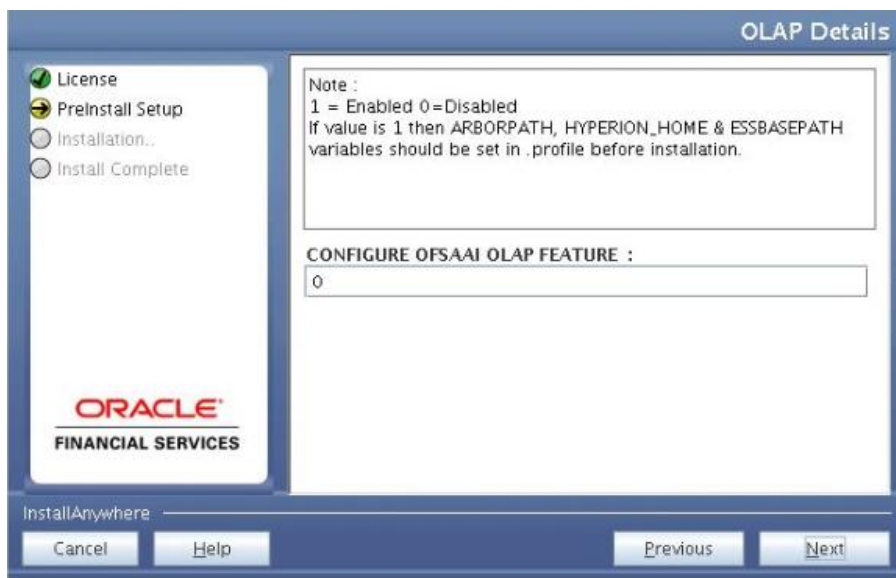 OLAP Details
License
PreInstall Setup
Installation..
Install Complete
ORACLE
FINANCIAL SERVICES
Note :
1 = Enabled 0=Disabled
If value is 1 then ARBORPATH, HYPERION_HOME & ESSBASEPATH
variables should be set in .profile before installation.
CONFIGURE OFSAAI OLAP FEATURE :
0
InstallAnywhere
Cancel
Help
Previous
Next